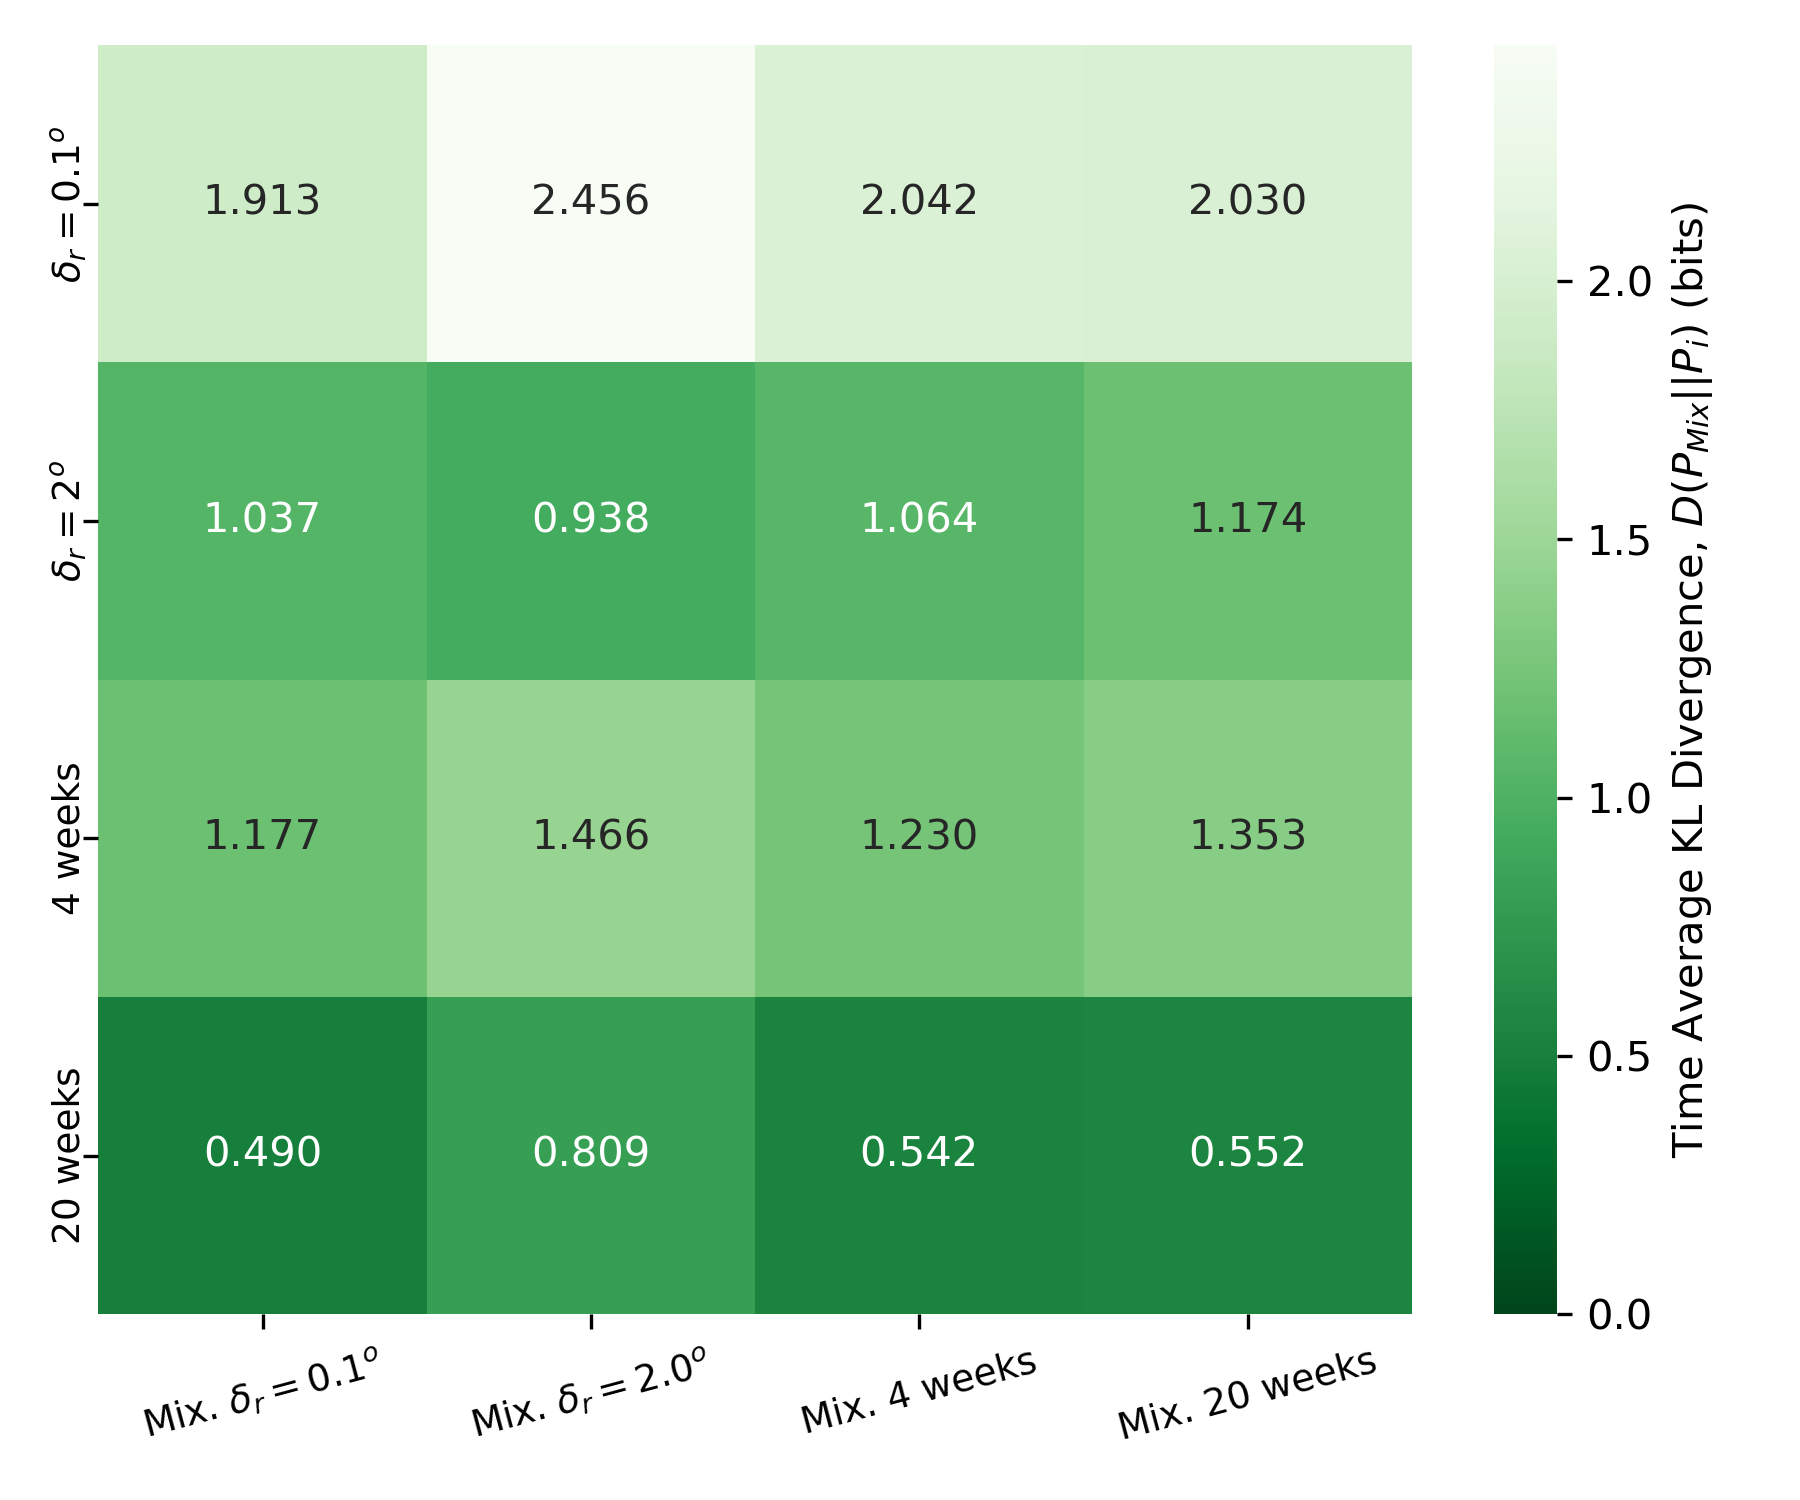 δr = 0.1°
1.913 2.456 2.042 2.030
δr = 2°
1.037 0.938 1.064 1.174
4 weeks
1.177 1.466 1.230 1.353
20 weeks
0.490 0.809 0.542 0.552
Mix. δr = 0.1°
Mix. δr = 2.0°
Mix. 4 weeks
Mix. 20 weeks
2.0
1.5
1.0
0.5
0.0
Time Average KL Divergence, D(PMix||Pi) (bits)